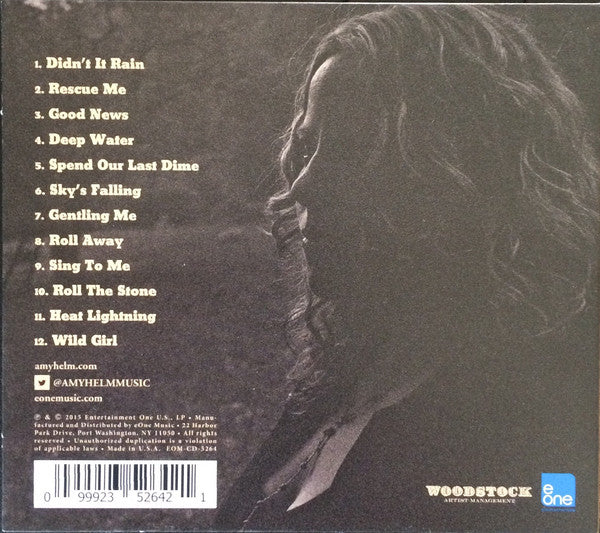 1. Didn't It Rain
2. Rescue Me
3. Good News
4. Deep Water
5. Spend Our Last Dime
6. Sky's Falling
7. Gentling Me
8. Roll Away
9. Sing To Me
10. Roll The Stone
11. Heat Lightning
12. Wild Girl
amyhelm.com
@AMYHELMMUSIC
eonemusic.com
℗ & © 2015 Entertainment One U.S., LP • Manu-
factured and Distributed by eOne Music • 22 Harbor
Park Drive, Port Washington, NY 11050 • All rights
reserved • Unauthorized duplication is a violation
of applicable laws • Made in U.S.A. EOM-CD-5264
0 99923 52642 1
WOODSTOCK
ARTIST MANAGEMENT
e
one